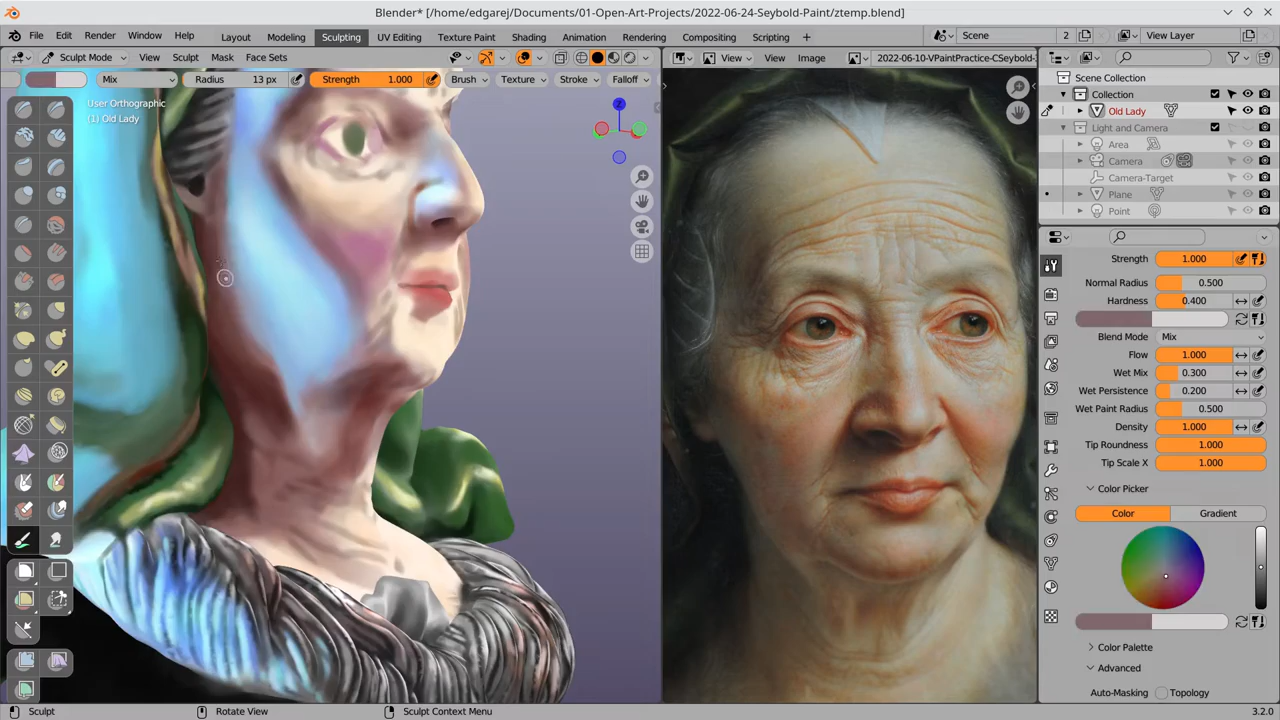 Blender* [/home/edgarej/Documents/01-Open-Art-Projects/2022-06-24-Seybold-Paint/ztemp.blend]
File Edit Render Window Help Layout Modeling Sculpting UV Editing Texture Paint Shading Animation Rendering Compositing Scripting + Scene 2 View Layer
Sculpt Mode View Sculpt Mask Face Sets View View Image 2022-06-10-VPaintPractice-CSeybold-
Mix Radius 13 px Strength 1.000 Brush Texture Stroke Falloff
User Orthographic
(1) Old Lady
Z
Scene Collection
Collection
Old Lady
Light and Camera
Area
Camera
Camera-Target
Plane
Point
Strength 1.000
Normal Radius 0.500
Hardness 0.400
Blend Mode Mix
Flow 1.000
Wet Mix 0.300
Wet Persistence 0.200
Wet Paint Radius 0.500
Density 1.000
Tip Roundness 1.000
Tip Scale X 1.000
Color Picker
Color Gradient
Color Palette
Advanced
Auto-Masking Topology
Sculpt Rotate View Sculpt Context Menu 3.2.0